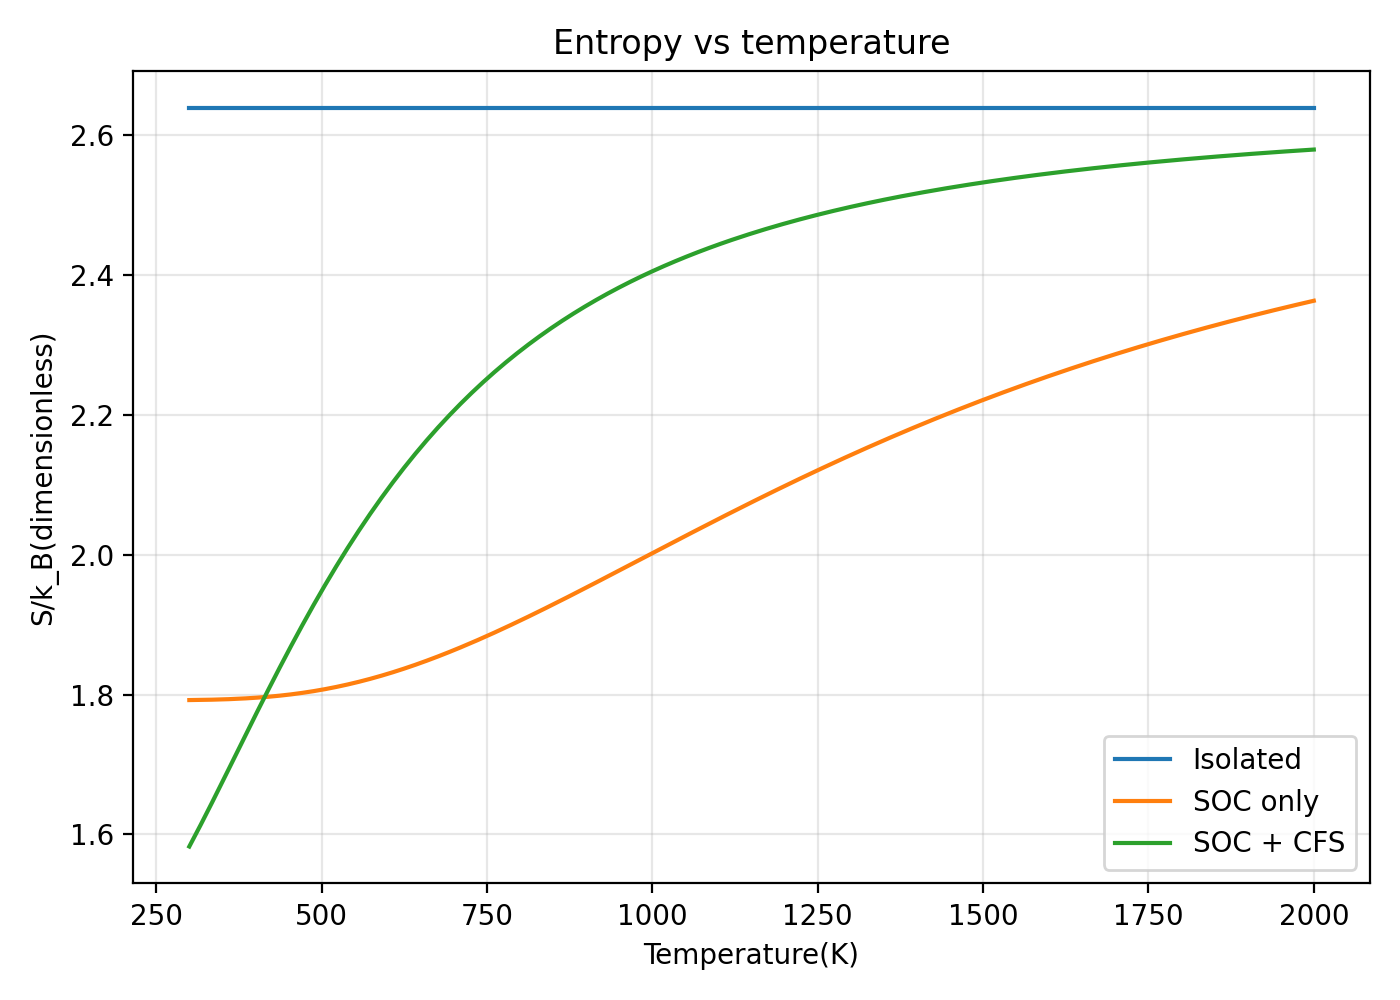 Entropy vs temperature
S/k_B(dimensionless)
2.6
2.4
2.2
2.0
1.8
1.6
250 500 750 1000 1250 1500 1750 2000
Temperature(K)
Isolated
SOC only
SOC + CFS